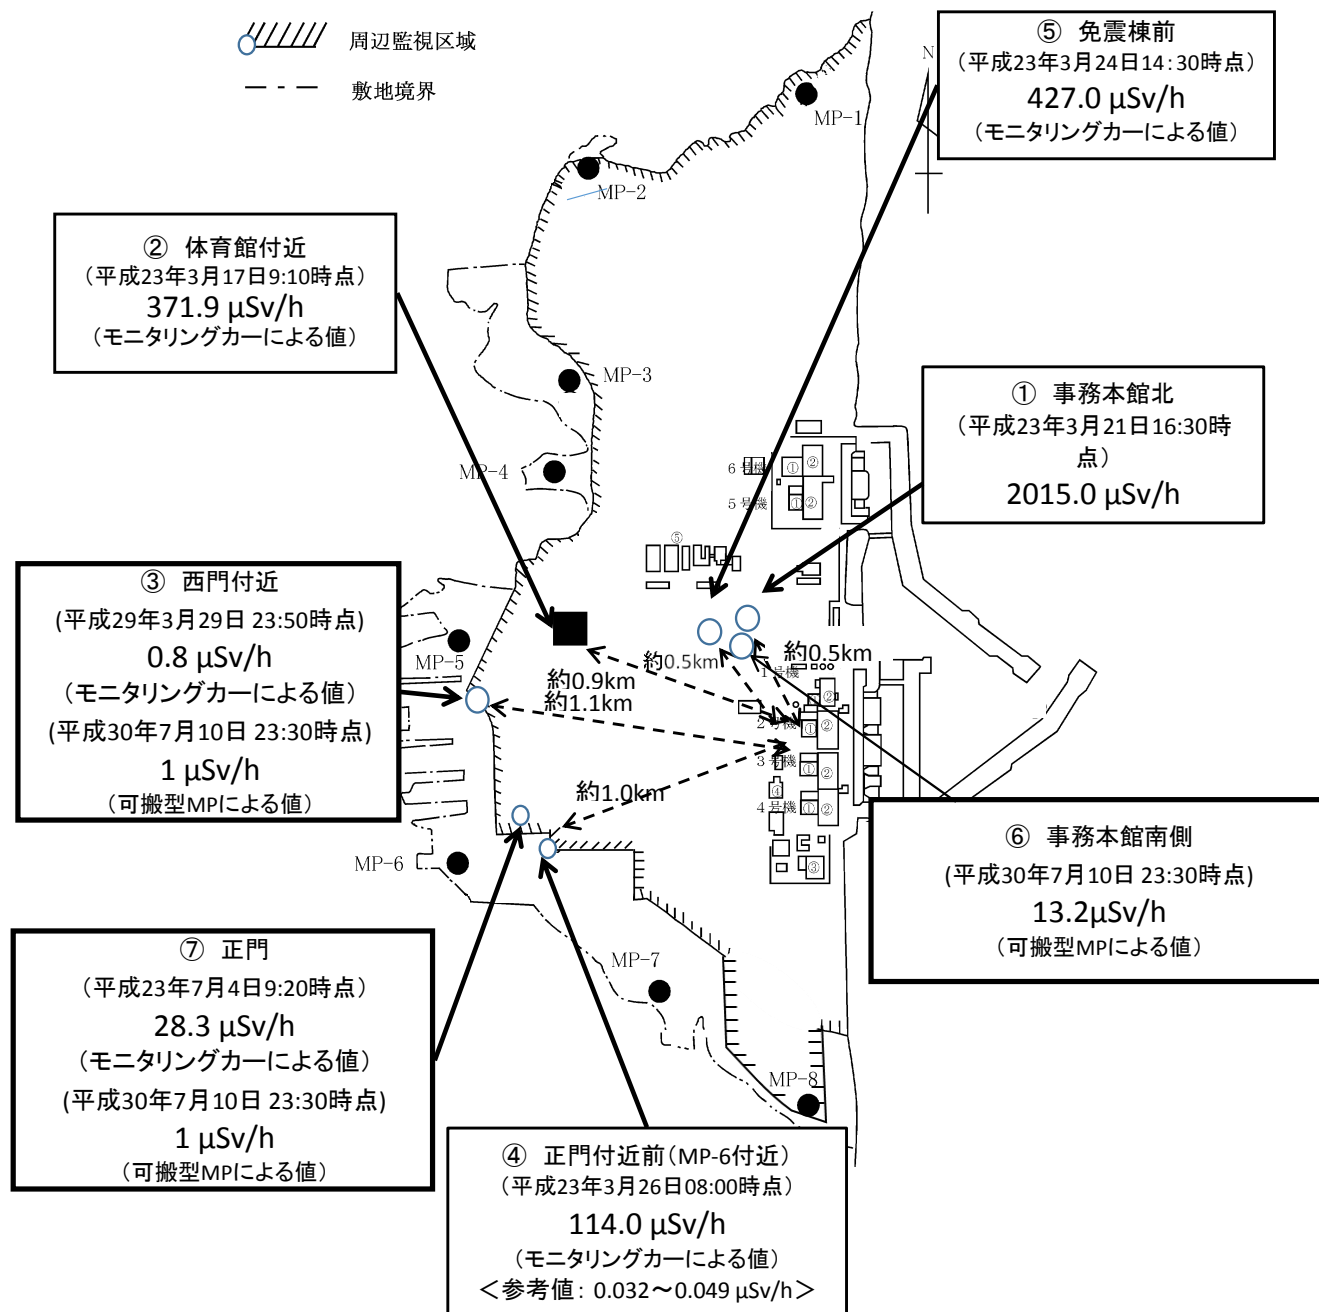 周辺監視区域
敷地境界
⑤ 免震棟前
(平成23年3月24日14:30時点)
427.0 μSv/h
(モニタリングカーによる値)
N
MP-1
MP-2
② 体育館付近
(平成23年3月17日9:10時点)
371.9 μSv/h
(モニタリングカーによる値)
MP-3
① 事務本館北
(平成23年3月21日16:30時
点)
2015.0 μSv/h
MP-4
6号機
①
②
5号機
①
②
⑤
③ 西門付近
(平成29年3月29日 23:50時点)
0.8 μSv/h
(モニタリングカーによる値)
(平成30年7月10日 23:30時点)
1 μSv/h
(可搬型MPによる値)
MP-5
約0.5km
約0.5km
約0.9km
約1.1km
1号機
②
2号機
①
②
3号機
①
②
④
4号機
①
②
③
約1.0km
MP-6
⑥ 事務本館南側
(平成30年7月10日 23:30時点)
13.2μSv/h
(可搬型MPによる値)
⑦ 正門
(平成23年7月4日9:20時点)
28.3 μSv/h
(モニタリングカーによる値)
(平成30年7月10日 23:30時点)
1 μSv/h
(可搬型MPによる値)
MP-7
MP-8
④ 正門付近前(MP-6付近)
(平成23年3月26日08:00時点)
114.0 μSv/h
(モニタリングカーによる値)
<参考値: 0.032～0.049 μSv/h>